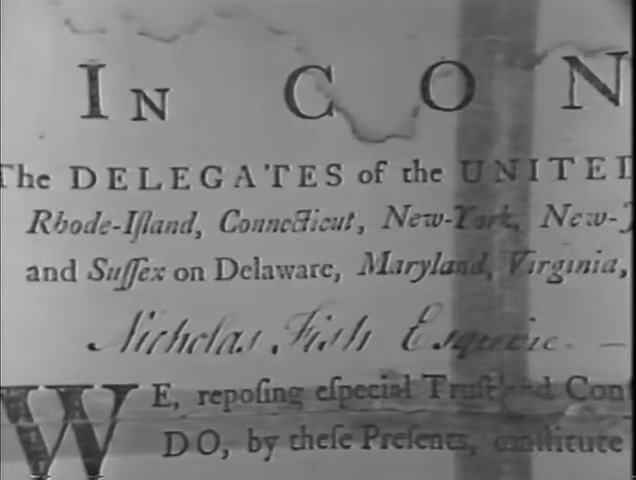 In CON
The DELEGATES of the UNITED
Rhode-Iſland, Connecticut, New-York, New-J
and Suſſex on Delaware, Maryland, Virginia,
Nicholas Fish Esquire. —
WE, repoſing eſpecial Truſt and Con
DO, by theſe Preſents, conſtitute